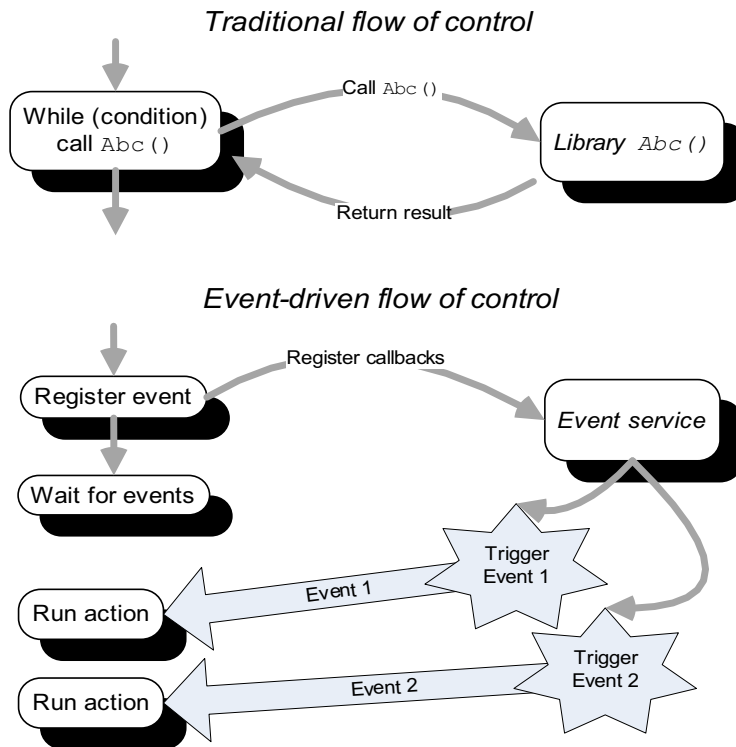 Traditional flow of control
While (condition)
call Abc()
Call Abc()
Library Abc()
Return result
Event-driven flow of control
Register callbacks
Register event
Event service
Wait for events
Trigger
Event 1
Event 1
Run action
Trigger
Event 2
Event 2
Run action